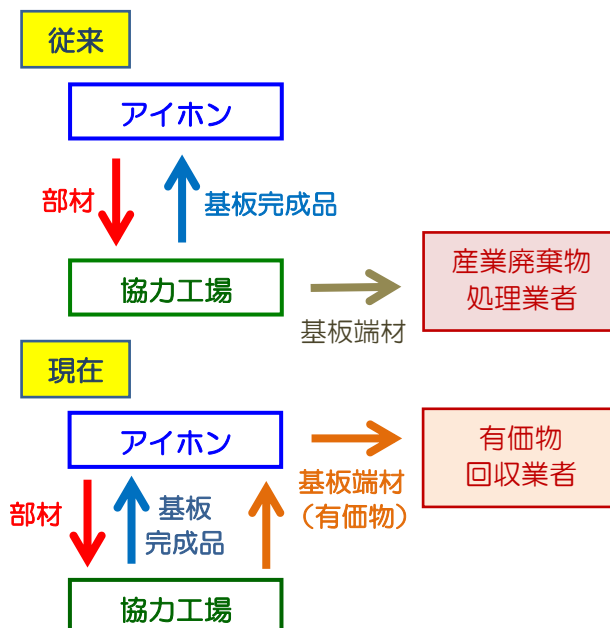 従来
アイホン
部材
基板完成品
協力工場
基板端材
産業廃棄物
処理業者
現在
アイホン
部材
基板
完成品
基板端材
（有価物）
有価物
回収業者
協力工場